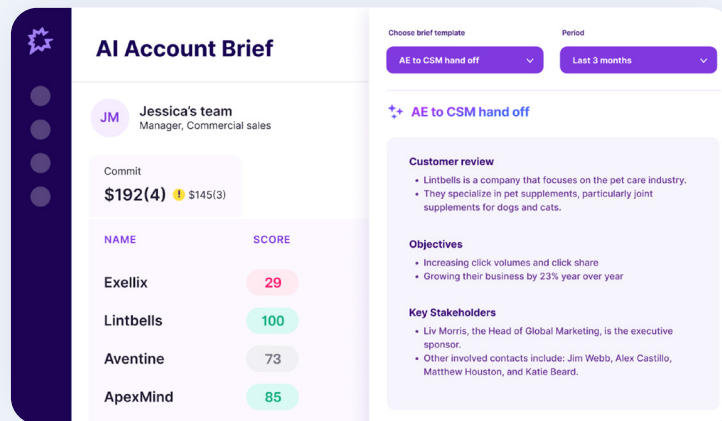 AI Account Brief
JM
Jessica's team
Manager, Commercial sales
Commit
$192(4) ! $145(3)
NAME SCORE
Exellix 29
Lintbells 100
Aventine 73
ApexMind 85
Choose brief template
AE to CSM hand off
Period
Last 3 months
AE to CSM hand off
Customer review
• Lintbells is a company that focuses on the pet care industry.
• They specialize in pet supplements, particularly joint
supplements for dogs and cats.
Objectives
• Increasing click volumes and click share
• Growing their business by 23% year over year
Key Stakeholders
• Liv Morris, the Head of Global Marketing, is the executive
sponsor.
• Other involved contacts include: Jim Webb, Alex Castillo,
Matthew Houston, and Katie Beard.